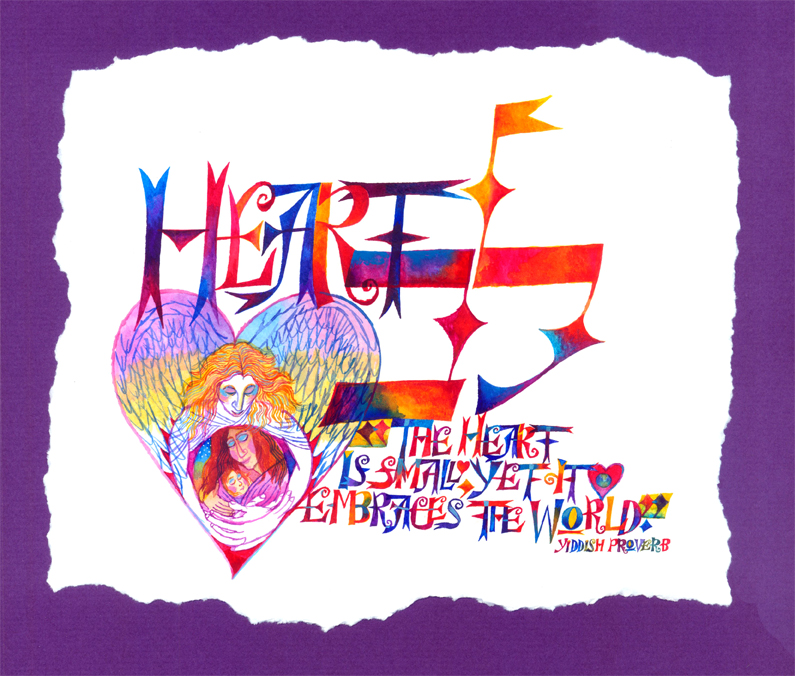 HEART
לב
“THE HEART
IS SMALL, YET IT
EMBRACES THE WORLD.”
YIDDISH PROVERB